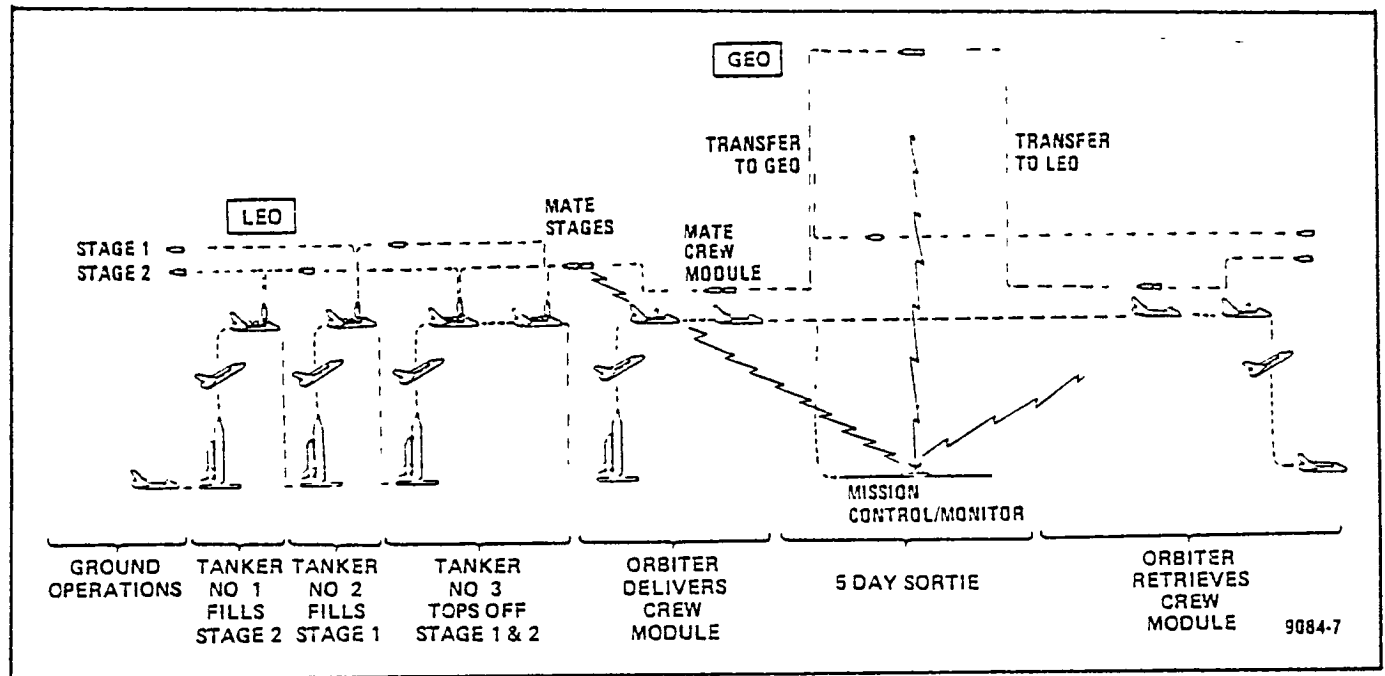 GEO
TRANSFER
TO GEO
TRANSFER
TO LEO
LEO
MATE
STAGES
MATE
CREW
MODULE
STAGE 1
STAGE 2
MISSION
CONTROL/MONITOR
GROUND
OPERATIONS
TANKER
NO 1
FILLS
STAGE 2
TANKER
NO 2
FILLS
STAGE 1
TANKER
NO 3
TOPS OFF
STAGE 1 & 2
ORBITER
DELIVERS
CREW
MODULE
5 DAY SORTIE
ORBITER
RETRIEVES
CREW
MODULE
9084-7